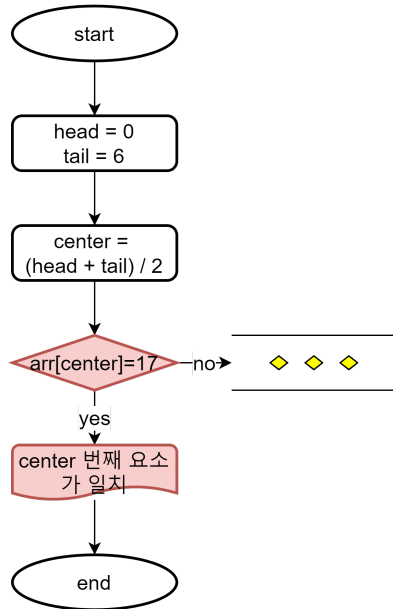 start
head = 0
tail = 6
center =
(head + tail) / 2
arr[center]=17
no
yes
center 번째 요소
가 일치
end